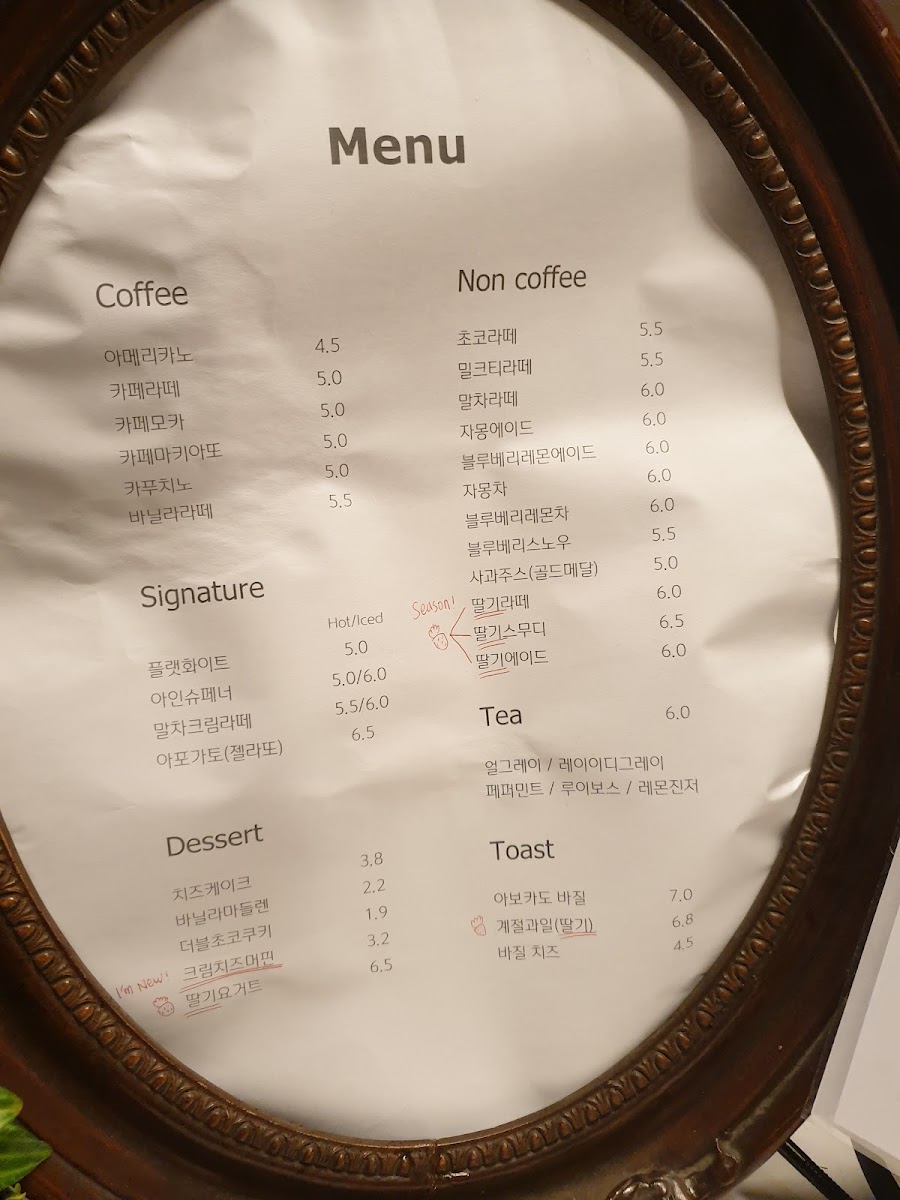 Menu
Coffee
아메리카노 4.5
카페라떼 5.0
카페모카 5.0
카페마키아또 5.0
카푸치노 5.0
바닐라라떼 5.5
Signature
Hot/Iced
플랫화이트 5.0
아인슈페너 5.0/6.0
말차크림라떼 5.5/6.0
아포가토(젤라또) 6.5
Dessert
치즈케이크 3.8
바닐라마들렌 2.2
더블초코쿠키 1.9
I'm New! 크림치즈머핀 3.2
딸기요거트 6.5
Non coffee
초코라떼 5.5
밀크티라떼 5.5
말차라떼 6.0
자몽에이드 6.0
블루베리레몬에이드 6.0
자몽차 6.0
블루베리레몬차 6.0
블루베리스노우 5.5
사과주스(골드메달) 5.0
Season! 딸기라떼 6.0
딸기스무디 6.5
딸기에이드 6.0
Tea 6.0
얼그레이 / 레이이디그레이
페퍼민트 / 루이보스 / 레몬진저
Toast
아보카도 바질 7.0
계절과일(딸기) 6.8
바질 치즈 4.5